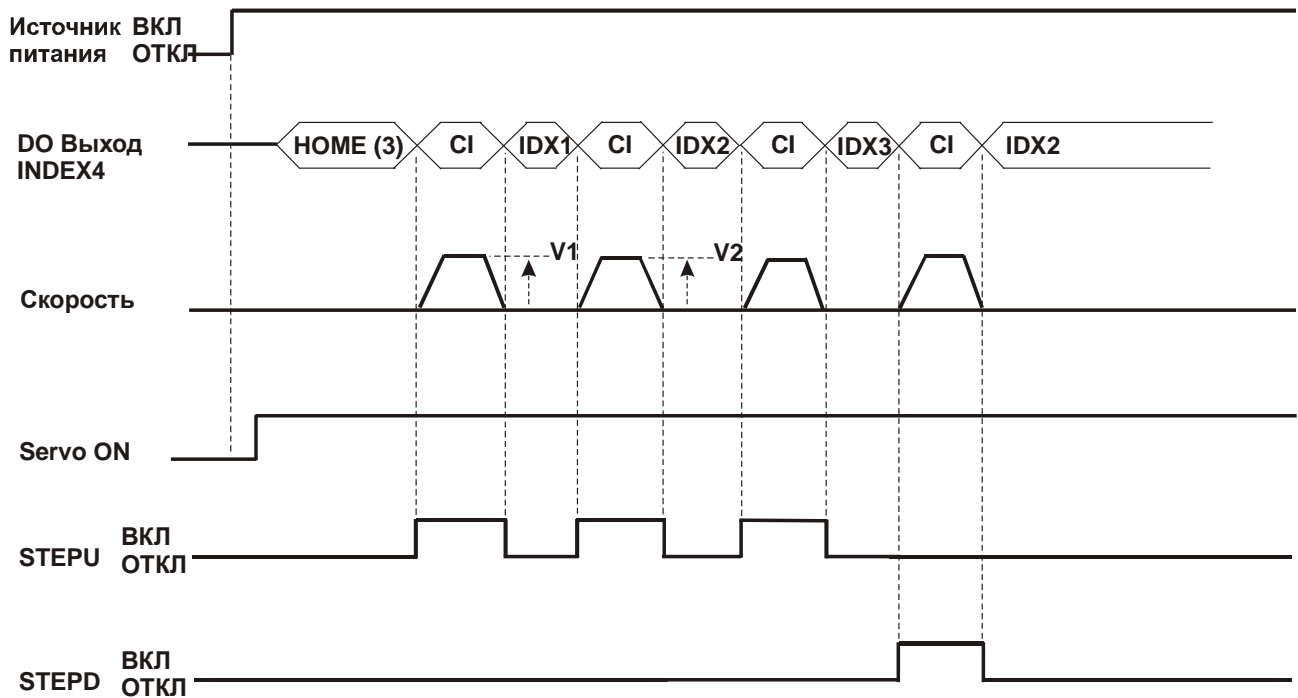 Источник ВКЛ
питания ОТКЛ
DO Выход
INDEX4
HOME (3) CI IDX1 CI IDX2 CI IDX3 CI IDX2
V1 V2
Скорость
Servo ON
STEPU ВКЛ
ОТКЛ
STEPD ВКЛ
ОТКЛ